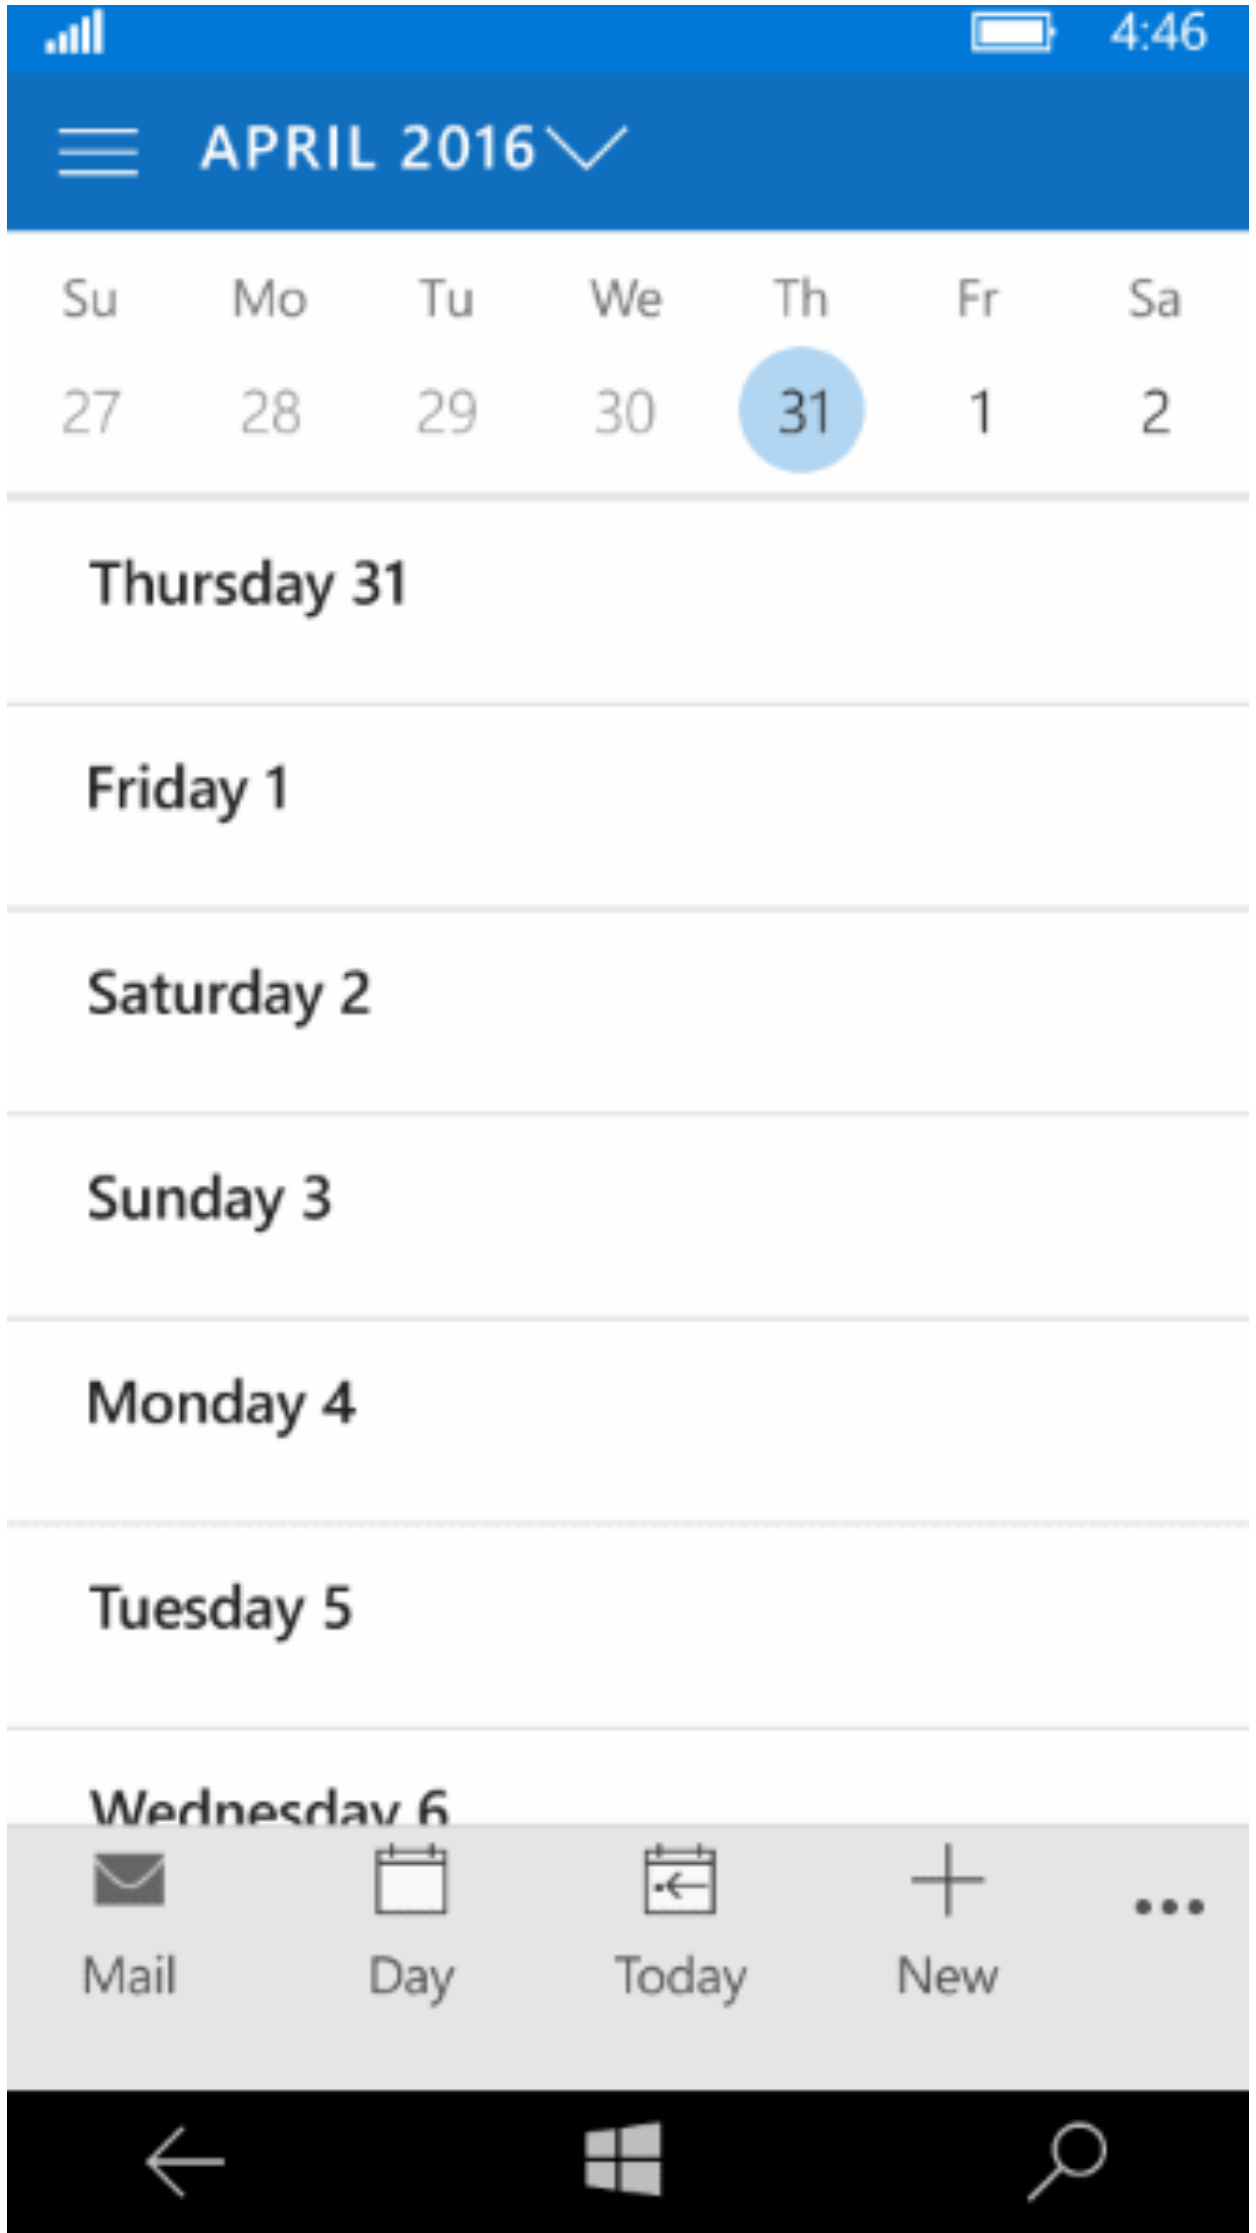 4:46
APRIL 2016
Su Mo Tu We Th Fr Sa
27 28 29 30 31 1 2
Thursday 31
Friday 1
Saturday 2
Sunday 3
Monday 4
Tuesday 5
Wednesday 6
Mail Day Today New